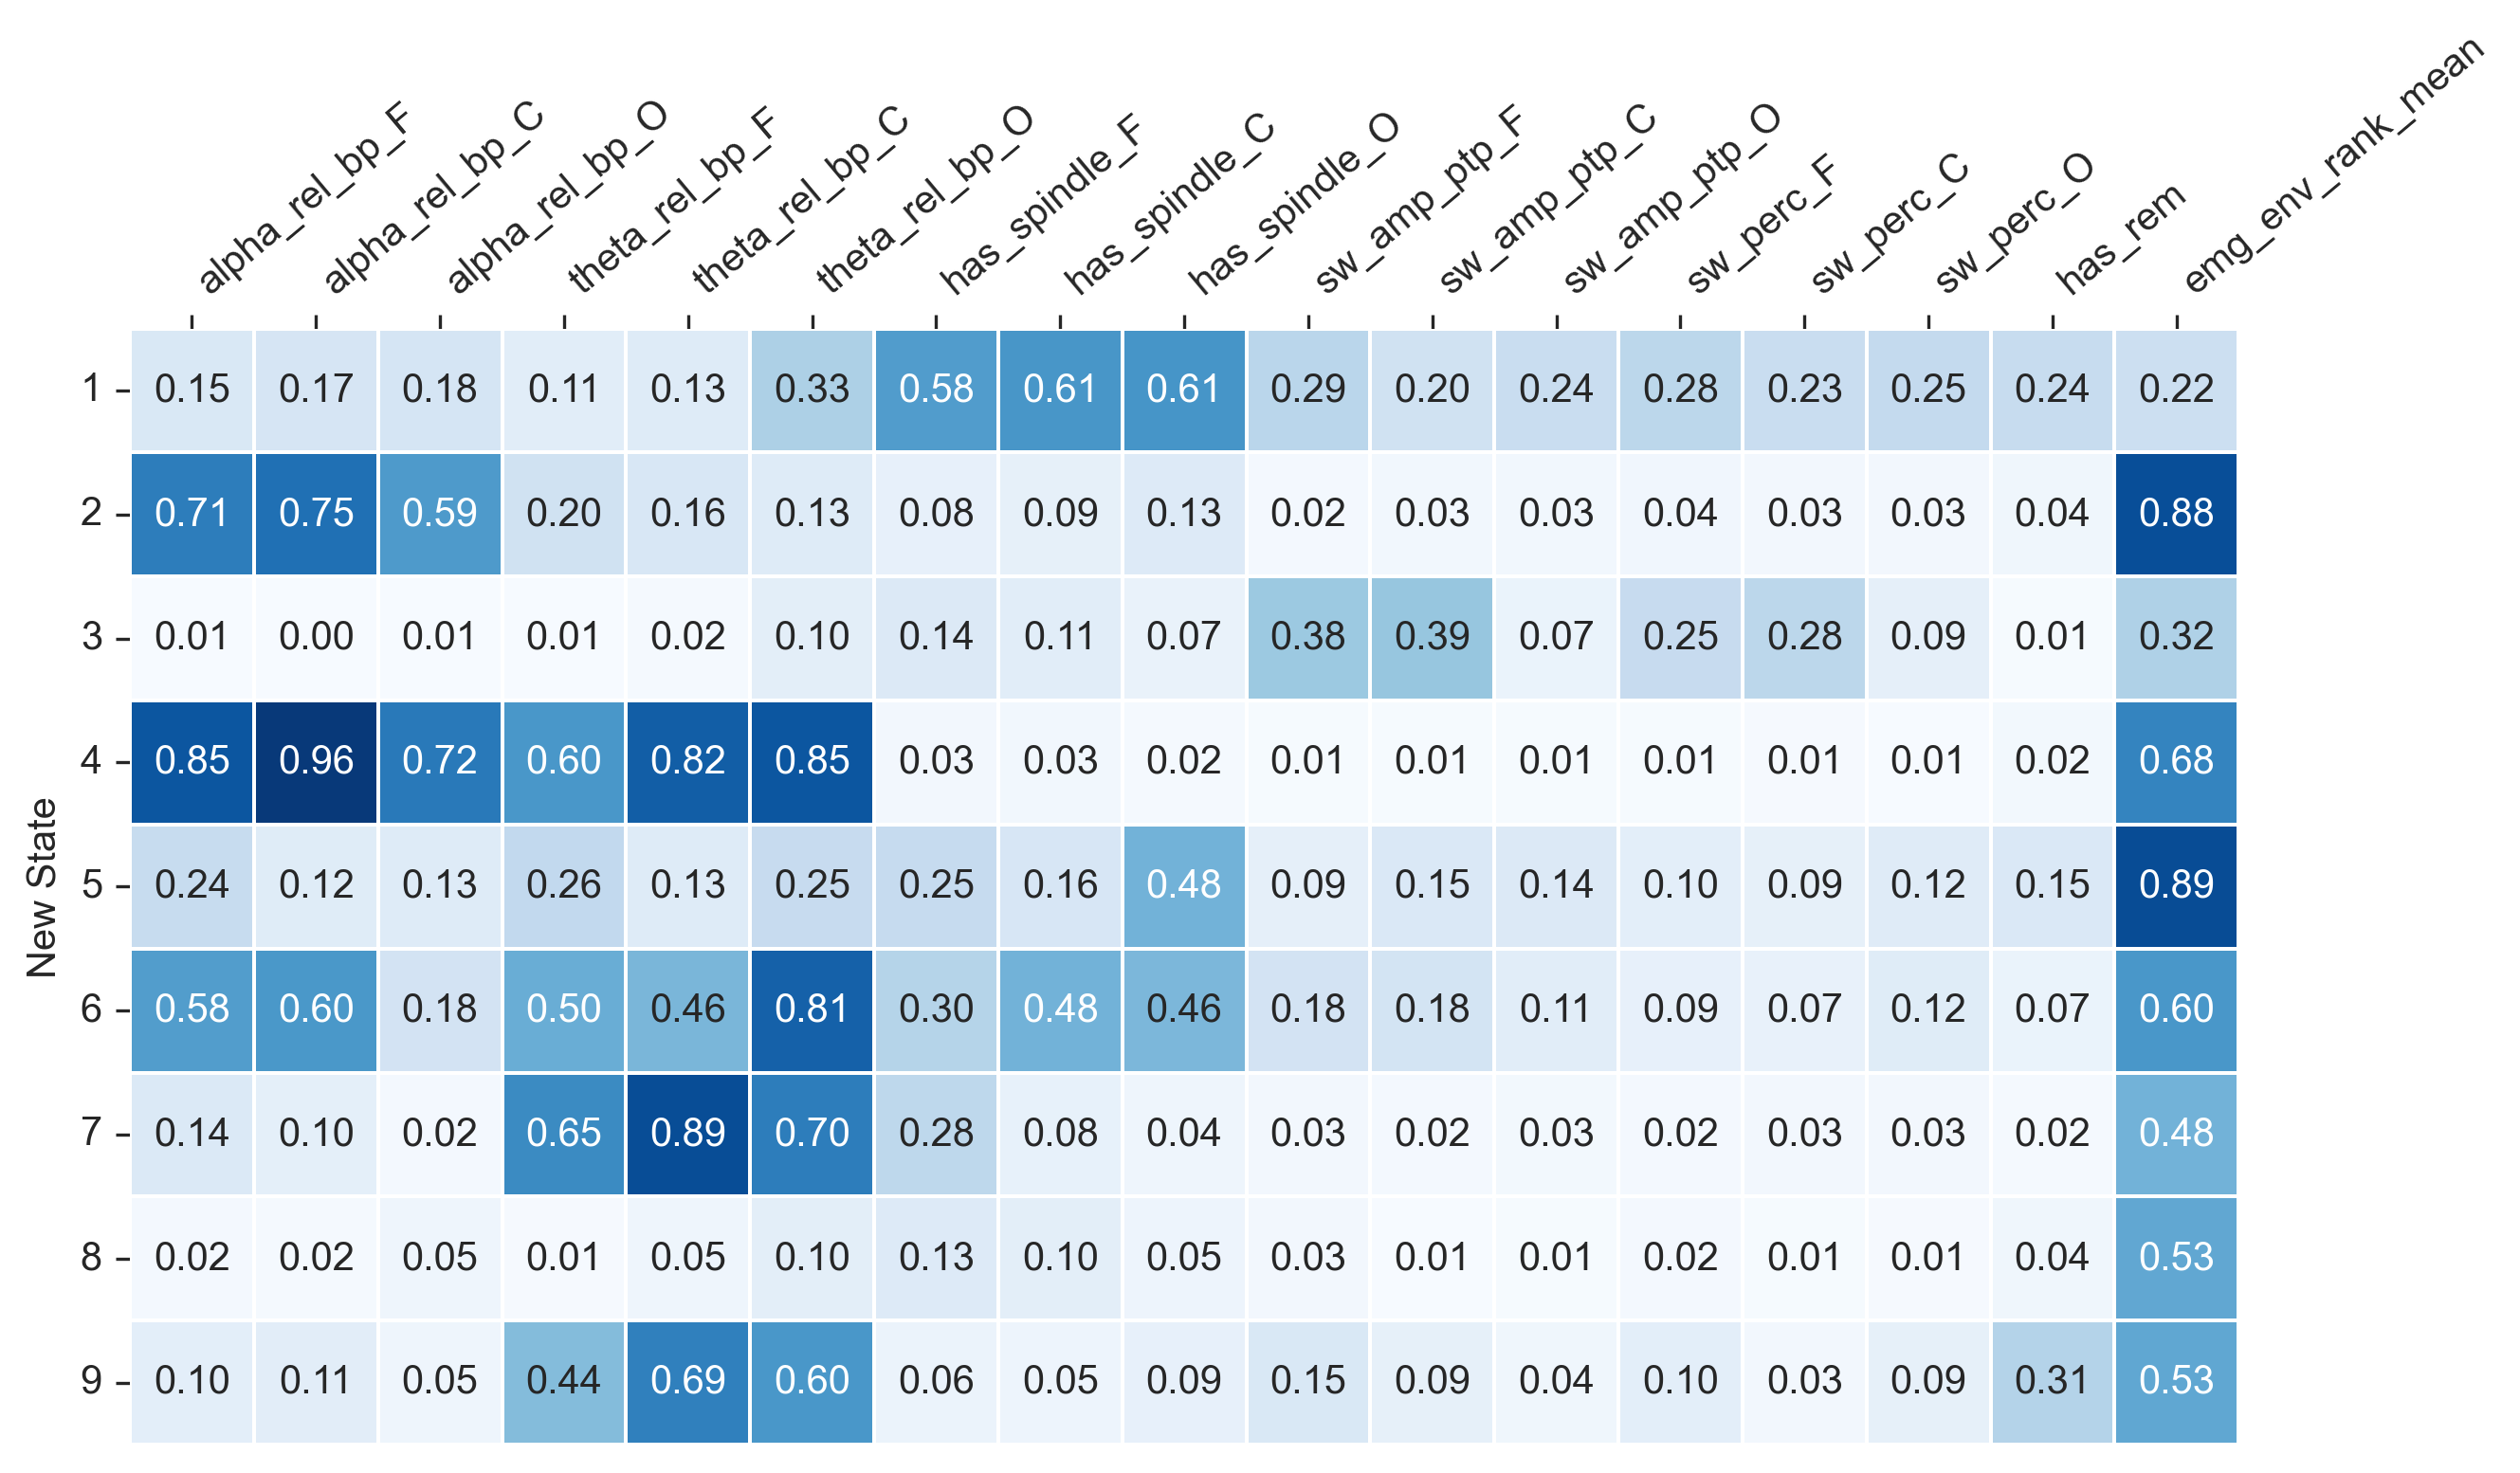 alpha_rel_bp_F alpha_rel_bp_C alpha_rel_bp_O theta_rel_bp_F theta_rel_bp_C theta_rel_bp_O has_spindle_F has_spindle_C has_spindle_O sw_amp_ptp_F sw_amp_ptp_C sw_amp_ptp_O sw_perc_F sw_perc_C sw_perc_O has_rem emg_env_rank_mean
1 0.15 0.17 0.18 0.11 0.13 0.33 0.58 0.61 0.61 0.29 0.20 0.24 0.28 0.23 0.25 0.24 0.22
2 0.71 0.75 0.59 0.20 0.16 0.13 0.08 0.09 0.13 0.02 0.03 0.03 0.04 0.03 0.03 0.04 0.88
3 0.01 0.00 0.01 0.01 0.02 0.10 0.14 0.11 0.07 0.38 0.39 0.07 0.25 0.28 0.09 0.01 0.32
4 0.85 0.96 0.72 0.60 0.82 0.85 0.03 0.03 0.02 0.01 0.01 0.01 0.01 0.01 0.01 0.02 0.68
New State
5 0.24 0.12 0.13 0.26 0.13 0.25 0.25 0.16 0.48 0.09 0.15 0.14 0.10 0.09 0.12 0.15 0.89
6 0.58 0.60 0.18 0.50 0.46 0.81 0.30 0.48 0.46 0.18 0.18 0.11 0.09 0.07 0.12 0.07 0.60
7 0.14 0.10 0.02 0.65 0.89 0.70 0.28 0.08 0.04 0.03 0.02 0.03 0.02 0.03 0.03 0.02 0.48
8 0.02 0.02 0.05 0.01 0.05 0.10 0.13 0.10 0.05 0.03 0.01 0.01 0.02 0.01 0.01 0.04 0.53
9 0.10 0.11 0.05 0.44 0.69 0.60 0.06 0.05 0.09 0.15 0.09 0.04 0.10 0.03 0.09 0.31 0.53